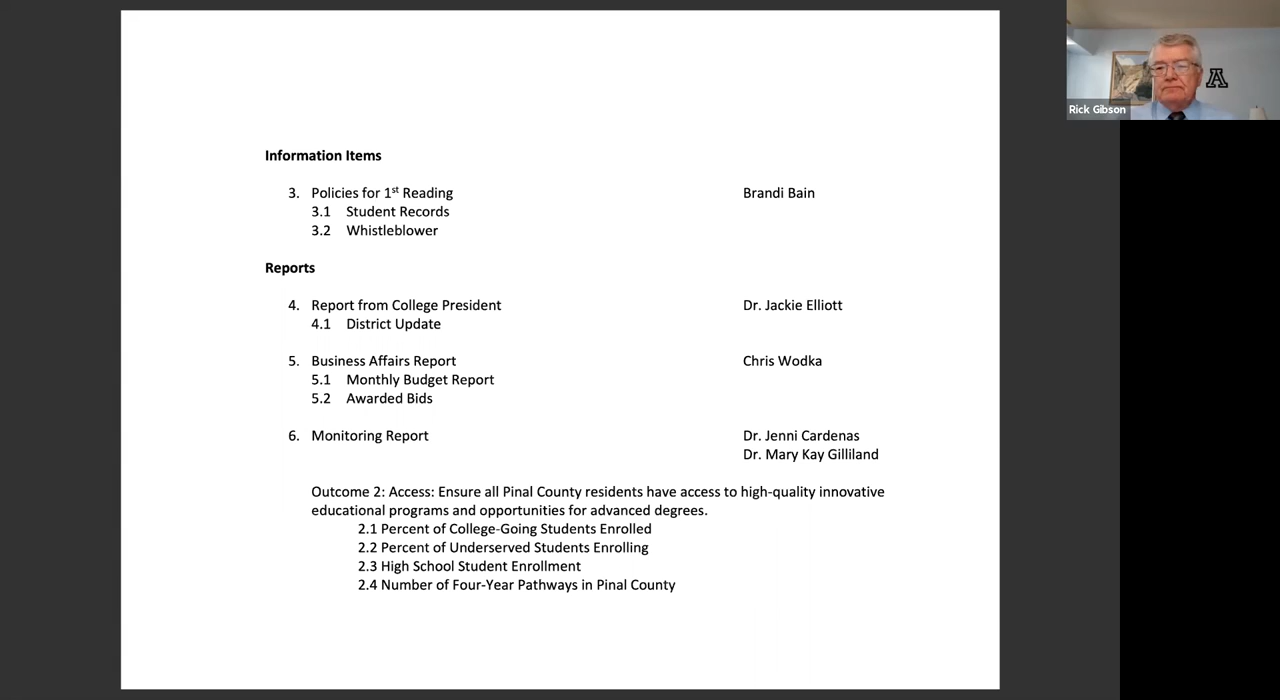 Information Items
3. Policies for 1st Reading Brandi Bain
3.1 Student Records
3.2 Whistleblower
Reports
4. Report from College President Dr. Jackie Elliott
4.1 District Update
5. Business Affairs Report Chris Wodka
5.1 Monthly Budget Report
5.2 Awarded Bids
6. Monitoring Report Dr. Jenni Cardenas
Dr. Mary Kay Gilliland
Outcome 2: Access: Ensure all Pinal County residents have access to high-quality innovative
educational programs and opportunities for advanced degrees.
2.1 Percent of College-Going Students Enrolled
2.2 Percent of Underserved Students Enrolling
2.3 High School Student Enrollment
2.4 Number of Four-Year Pathways in Pinal County
A
Rick Gibson